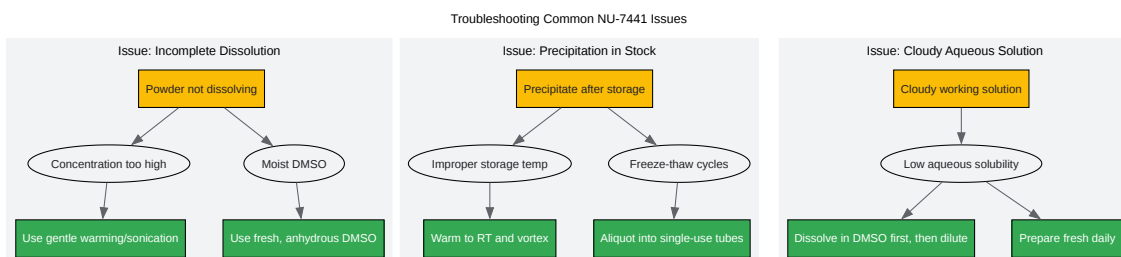 Troubleshooting Common NU-7441 Issues
Issue: Incomplete Dissolution
Powder not dissolving
Concentration too high
Moist DMSO
Use gentle warming/sonication
Use fresh, anhydrous DMSO
Issue: Precipitation in Stock
Precipitate after storage
Improper storage temp
Freeze-thaw cycles
Warm to RT and vortex
Aliquot into single-use tubes
Issue: Cloudy Aqueous Solution
Cloudy working solution
Low aqueous solubility
Dissolve in DMSO first, then dilute
Prepare fresh daily